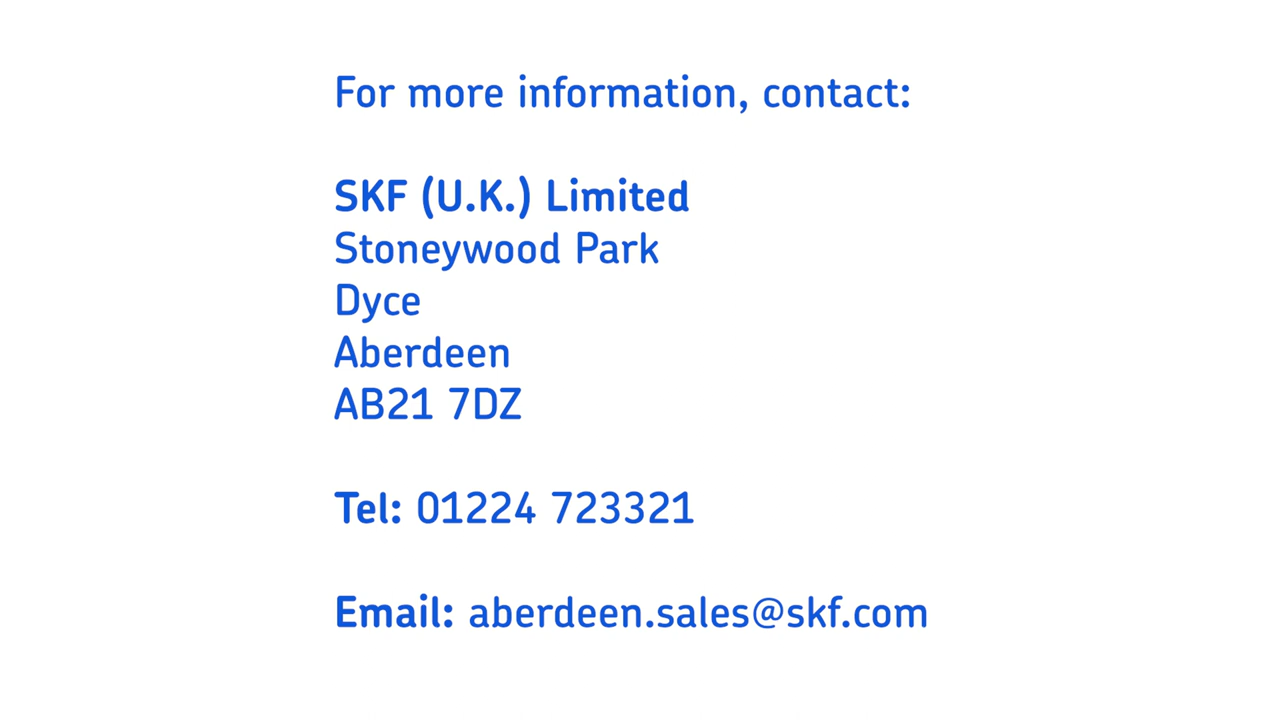 For more information, contact:
SKF (U.K.) Limited
Stoneywood Park
Dyce
Aberdeen
AB21 7DZ
Tel: 01224 723321
Email: aberdeen.sales@skf.com